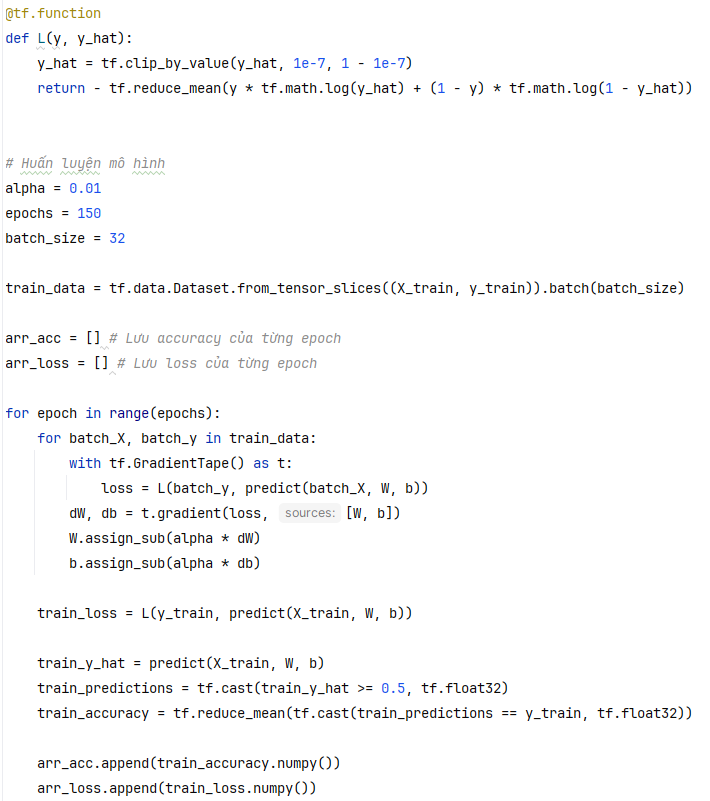 @tf.function
def L(y, y_hat):
    y_hat = tf.clip_by_value(y_hat, 1e-7, 1 - 1e-7)
    return - tf.reduce_mean(y * tf.math.log(y_hat) + (1 - y) * tf.math.log(1 - y_hat))
# Huấn luyện mô hình
alpha = 0.01
epochs = 150
batch_size = 32
train_data = tf.data.Dataset.from_tensor_slices((X_train, y_train)).batch(batch_size)
arr_acc = [] # Lưu accuracy của từng epoch
arr_loss = [] # Lưu loss của từng epoch
for epoch in range(epochs):
    for batch_X, batch_y in train_data:
        with tf.GradientTape() as t:
            loss = L(batch_y, predict(batch_X, W, b))
        dW, db = t.gradient(loss, sources: [W, b])
        W.assign_sub(alpha * dW)
        b.assign_sub(alpha * db)
    train_loss = L(y_train, predict(X_train, W, b))
    train_y_hat = predict(X_train, W, b)
    train_predictions = tf.cast(train_y_hat >= 0.5, tf.float32)
    train_accuracy = tf.reduce_mean(tf.cast(train_predictions == y_train, tf.float32))
    arr_acc.append(train_accuracy.numpy())
    arr_loss.append(train_loss.numpy())